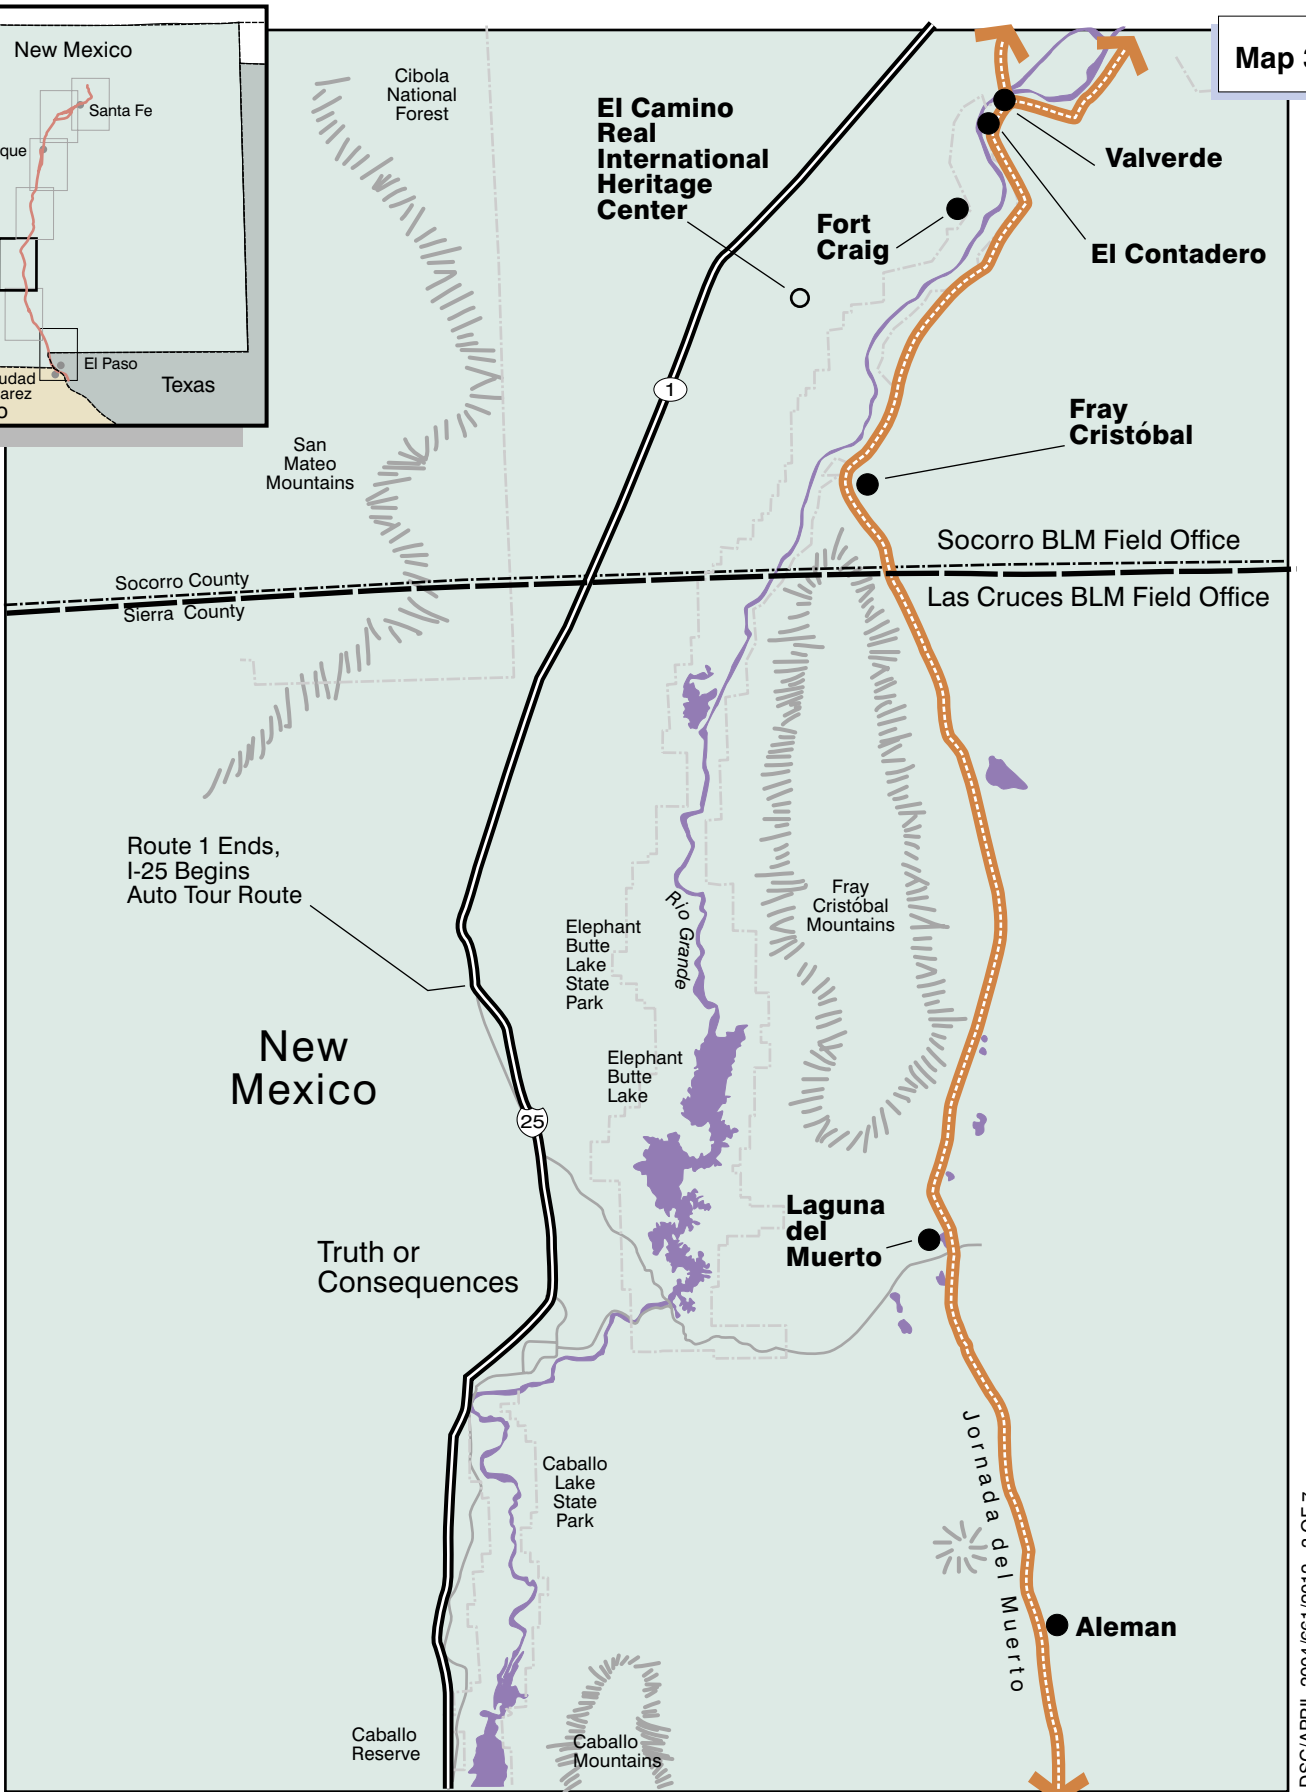 New Mexico
Santa Fe
que
El Paso
Texas
Map 3
Cibola
National
Forest
El Camino
Real
International
Heritage
Center
Fort
Craig
Valverde
El Contadero
1
San
Mateo
Mountains
Fray
Cristóbal
Socorro BLM Field Office
Las Cruces BLM Field Office
Socorro County
Sierra County
Route 1 Ends,
I-25 Begins
Auto Tour Route
Fray
Cristóbal
Mountains
Rio Grande
Elephant
Butte
Lake
State
Park
New
Mexico
Elephant
Butte
Lake
25
Laguna
del
Muerto
Truth or
Consequences
Caballo
Lake
State
Park
Jornada del Muerto
Aleman
Caballo
Reserve
Caballo
Mountains